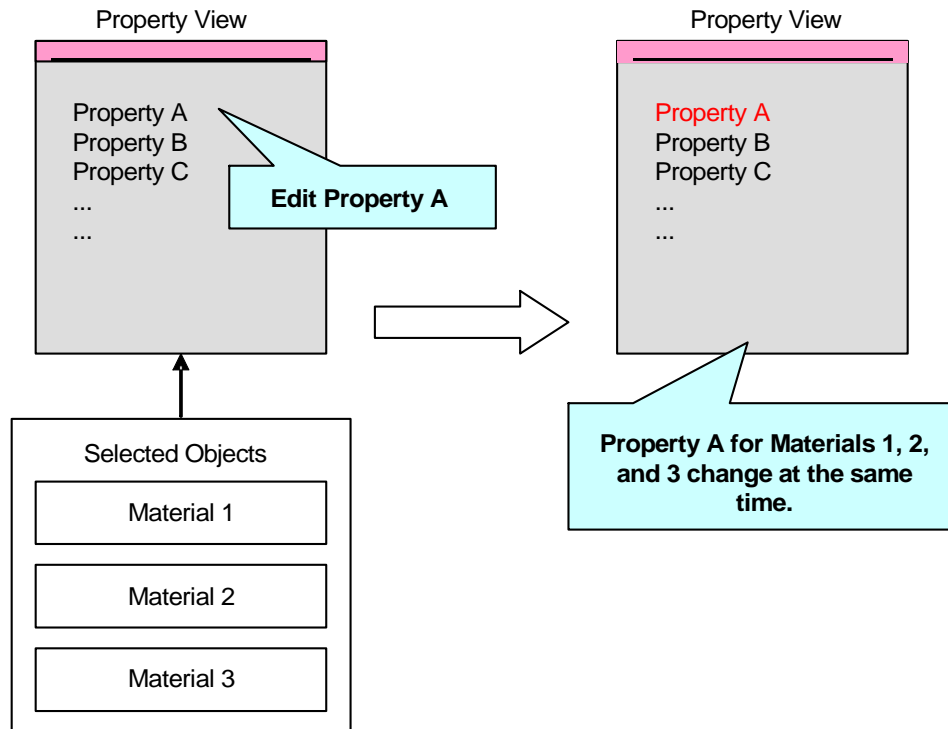 Property View
Property A
Property B
Property C
...
...
Edit Property A
Selected Objects
Material 1
Material 2
Material 3
Property View
Property A
Property B
Property C
...
...
Property A for Materials 1, 2,
and 3 change at the same
time.